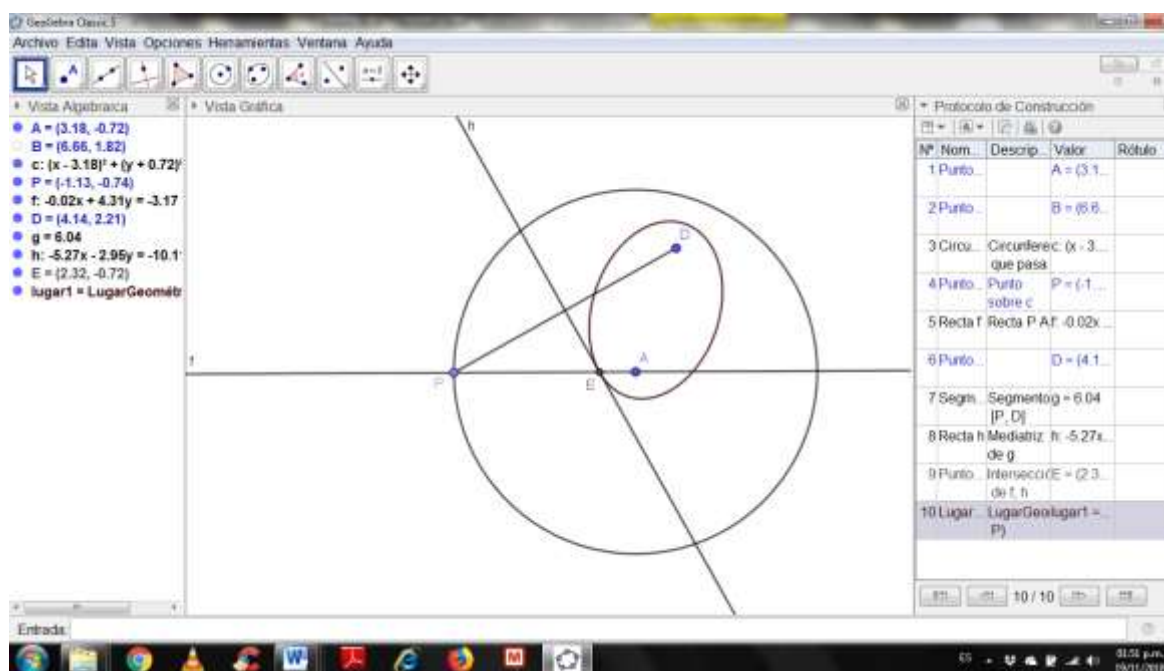 GeoGebra Classic 5
Archivo Edita Vista Opciones Herramientas Ventana Ayuda
Vista Algebraica
A = (3.18, -0.72)
B = (6.66, 1.82)
c: (x - 3.18)² + (y + 0.72)²
P = (-1.13, -0.74)
f: -0.02x + 4.31y = -3.17
D = (4.14, 2.21)
g = 6.04
h: -5.27x - 2.95y = -10.1
E = (2.32, -0.72)
lugar1 = LugarGeométr
Vista Gráfica
h
D
f
A
P
E
Protocolo de Construcción
Nº Nom... Descrip... Valor Rótulo
1 Punto... A = (3.1...
2 Punto... B = (6.6...
3 Circu... Circunferen c: (x - 3...
que pasa
4 Punto... Punto P = (-1....
sobre c
5 Recta f Recta P A f: -0.02x...
6 Punto... D = (4.1...
7 Segm... Segmento g = 6.04
[P, D]
8 Recta h Mediatriz h: -5.27x...
de g
9 Punto... Intersecció E = (2.3...
de f, h
10 Lugar... LugarGeo lugar1 =...
P)
10 / 10
Entrada:
ES
01:51 p.m.